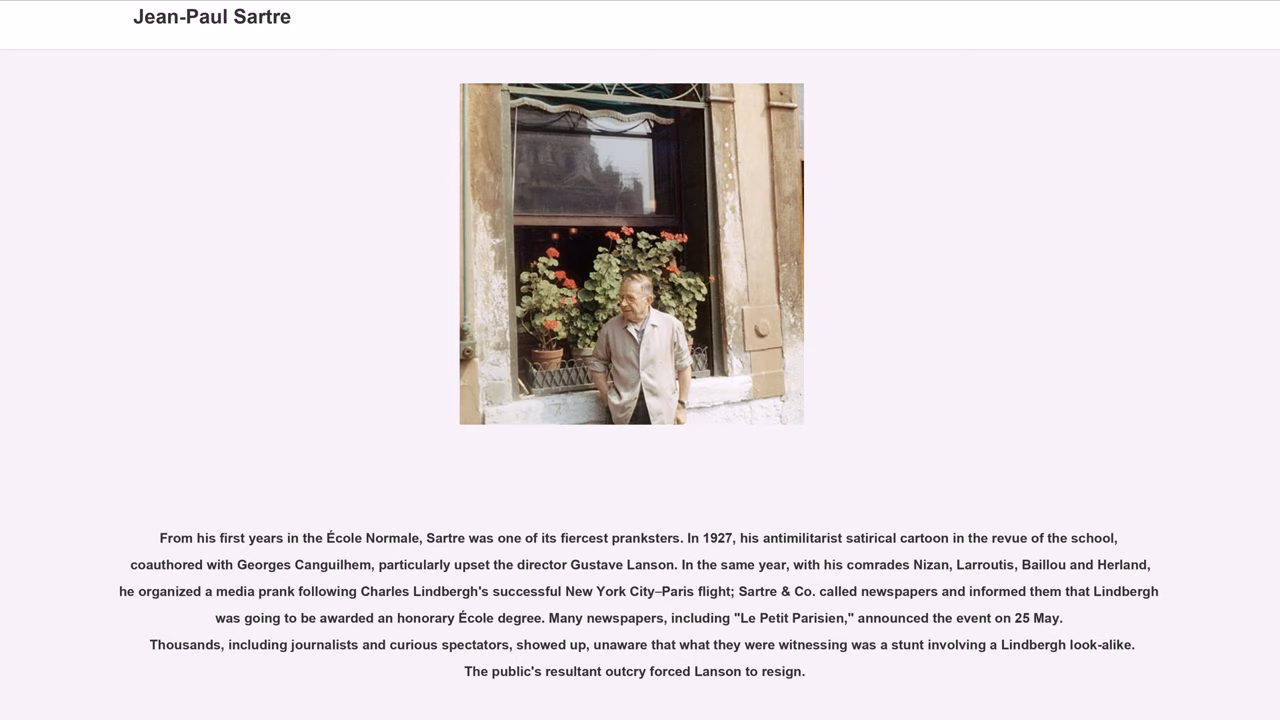 Jean-Paul Sartre
From his first years in the École Normale, Sartre was one of its fiercest pranksters. In 1927, his antimilitarist satirical cartoon in the revue of the school,
coauthored with Georges Canguilhem, particularly upset the director Gustave Lanson. In the same year, with his comrades Nizan, Larroutis, Baillou and Herland,
he organized a media prank following Charles Lindbergh's successful New York City–Paris flight; Sartre & Co. called newspapers and informed them that Lindbergh
was going to be awarded an honorary École degree. Many newspapers, including "Le Petit Parisien," announced the event on 25 May.
Thousands, including journalists and curious spectators, showed up, unaware that what they were witnessing was a stunt involving a Lindbergh look-alike.
The public's resultant outcry forced Lanson to resign.